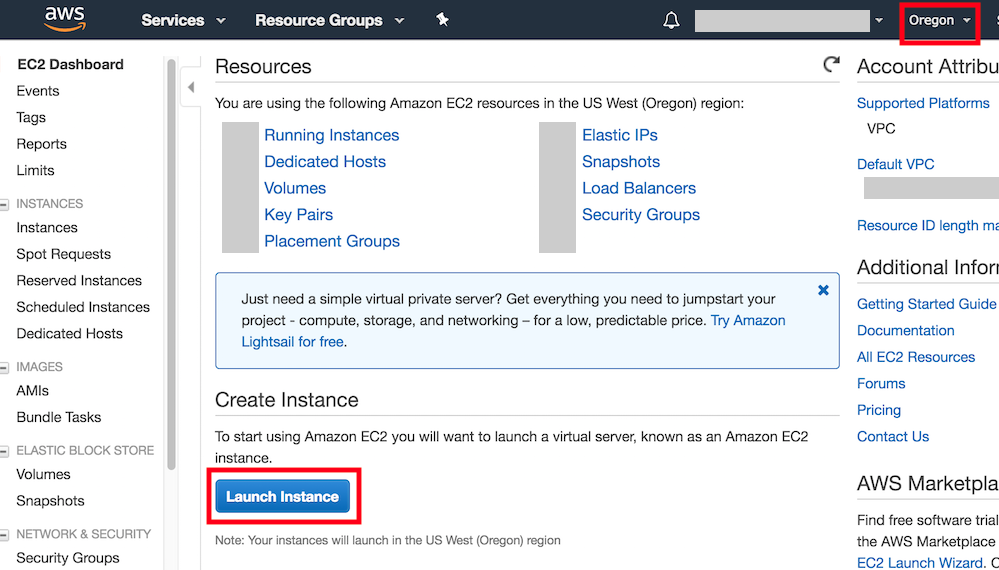 aws
Services
Resource Groups
Oregon
EC2 Dashboard
Events
Tags
Reports
Limits
INSTANCES
Instances
Spot Requests
Reserved Instances
Scheduled Instances
Dedicated Hosts
IMAGES
AMIs
Bundle Tasks
ELASTIC BLOCK STORE
Volumes
Snapshots
NETWORK & SECURITY
Security Groups
Resources
You are using the following Amazon EC2 resources in the US West (Oregon) region:
Running Instances
Dedicated Hosts
Volumes
Key Pairs
Placement Groups
Elastic IPs
Snapshots
Load Balancers
Security Groups
Just need a simple virtual private server? Get everything you need to jumpstart your
project - compute, storage, and networking – for a low, predictable price. Try Amazon
Lightsail for free.
Create Instance
To start using Amazon EC2 you will want to launch a virtual server, known as an Amazon EC2
instance.
Launch Instance
Note: Your instances will launch in the US West (Oregon) region
Account Attribu
Supported Platforms
VPC
Default VPC
Resource ID length ma
Additional Infor
Getting Started Guide
Documentation
All EC2 Resources
Forums
Pricing
Contact Us
AWS Marketpla
Find free software trial
the AWS Marketplace
EC2 Launch Wizard.